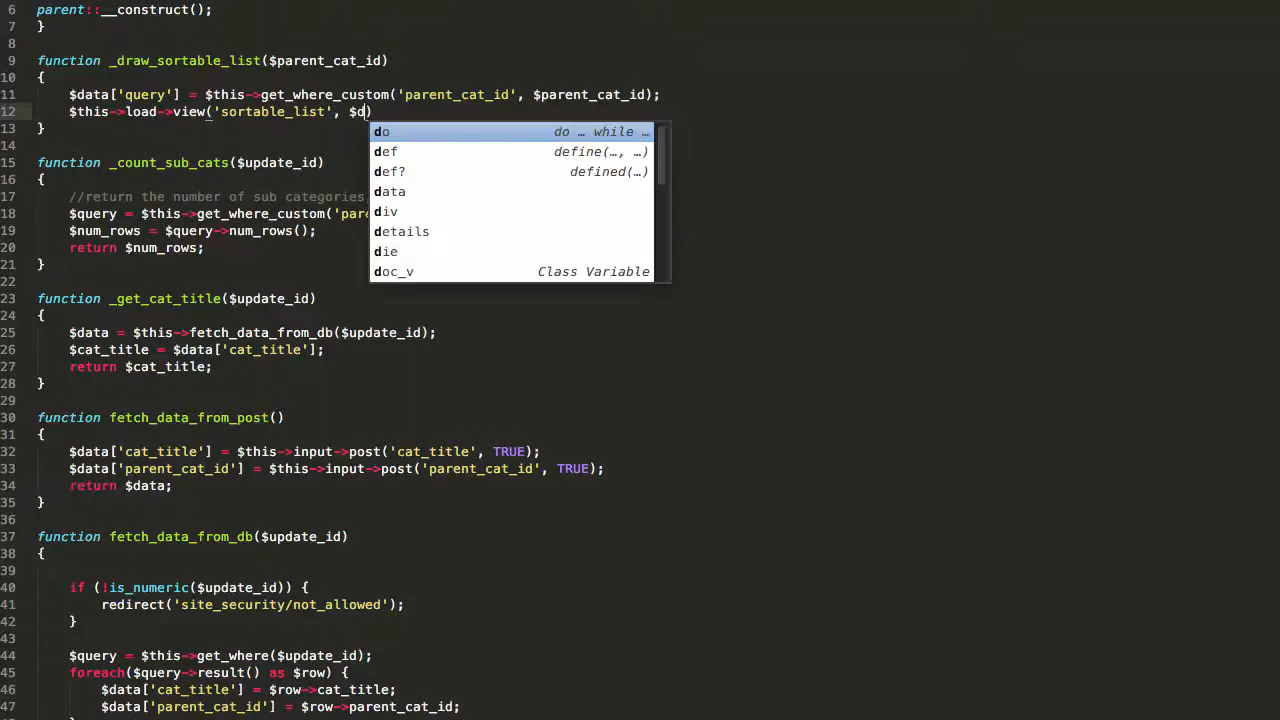 6 parent::__construct();
7 }
8
9 function _draw_sortable_list($parent_cat_id)
10 {
11 $data['query'] = $this->get_where_custom('parent_cat_id', $parent_cat_id);
12 $this->load->view('sortable_list', $d)
13 }
do do … while …
14
def define(…, …)
15 function _count_sub_cats($update_id)
def? defined(…)
16 {
data
17 //return the number of sub categories
18 $query = $this->get_where_custom('par
div
19 $num_rows = $query->num_rows();
details
20 return $num_rows;
die
21 }
doc_v Class Variable
22
23 function _get_cat_title($update_id)
24 {
25 $data = $this->fetch_data_from_db($update_id);
26 $cat_title = $data['cat_title'];
27 return $cat_title;
28 }
29
30 function fetch_data_from_post()
31 {
32 $data['cat_title'] = $this->input->post('cat_title', TRUE);
33 $data['parent_cat_id'] = $this->input->post('parent_cat_id', TRUE);
34 return $data;
35 }
36
37 function fetch_data_from_db($update_id)
38 {
39
40 if (!is_numeric($update_id)) {
41 redirect('site_security/not_allowed');
42 }
43
44 $query = $this->get_where($update_id);
45 foreach($query->result() as $row) {
46 $data['cat_title'] = $row->cat_title;
47 $data['parent_cat_id'] = $row->parent_cat_id;